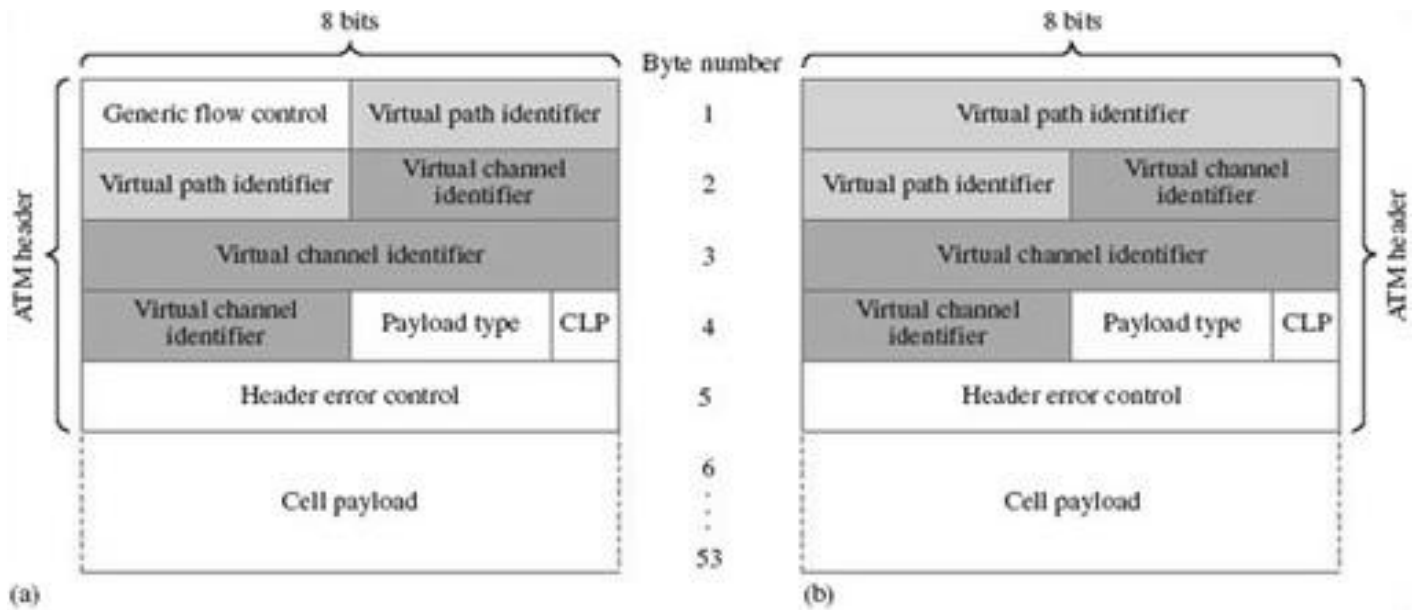 8 bits
8 bits
Byte number
ATM header
Generic flow control
Virtual path identifier
1
Virtual path identifier
Virtual path identifier
Virtual channel
identifier
2
Virtual path identifier
Virtual channel
identifier
Virtual channel identifier
3
Virtual channel identifier
Virtual channel
identifier
Payload type
CLP
4
Virtual channel
identifier
Payload type
CLP
Header error control
5
Header error control
ATM header
Cell payload
6
.
.
.
53
Cell payload
(a)
(b)